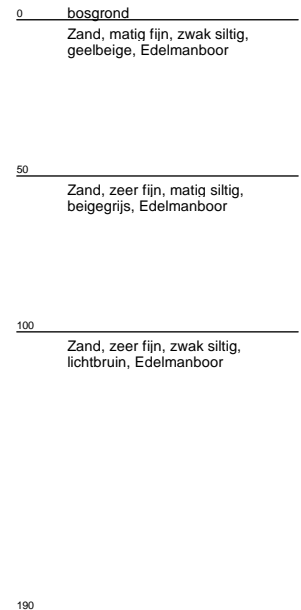 0 bosgrond
Zand, matig fijn, zwak siltig,
geelbeige, Edelmanboor
50
Zand, zeer fijn, matig siltig,
beigegrijs, Edelmanboor
100
Zand, zeer fijn, zwak siltig,
lichtbruin, Edelmanboor
190